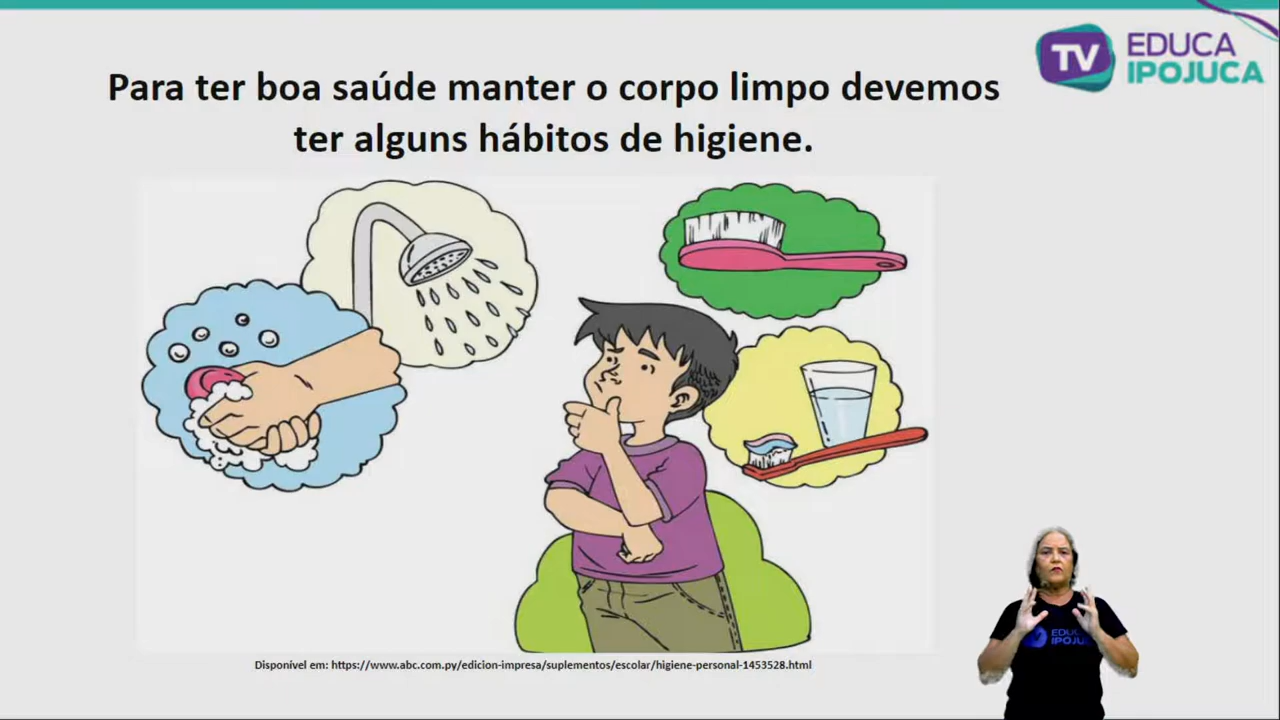 TV EDUCA
IPOJUCA
Para ter boa saúde manter o corpo limpo devemos
ter alguns hábitos de higiene.
Disponível em: https://www.abc.com.py/edicion-impresa/suplementos/escolar/higiene-personal-1453528.html